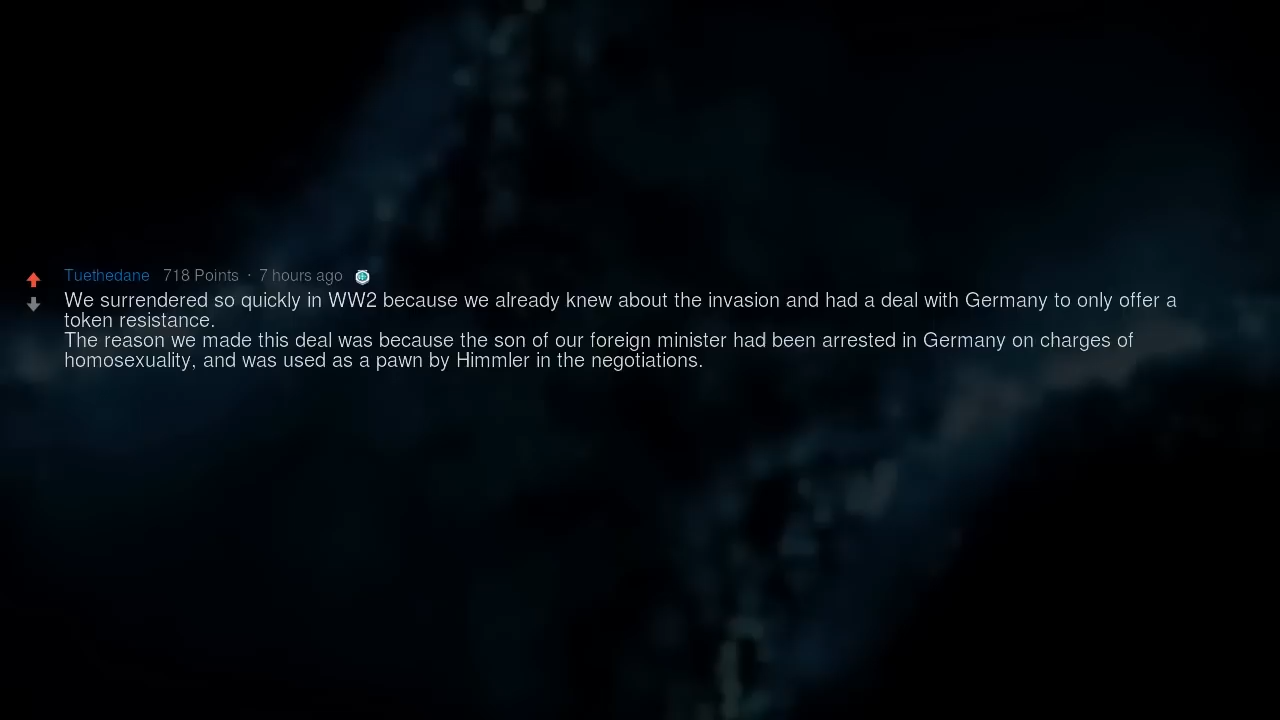 Tuethedane 718 Points · 7 hours ago
We surrendered so quickly in WW2 because we already knew about the invasion and had a deal with Germany to only offer a
token resistance.
The reason we made this deal was because the son of our foreign minister had been arrested in Germany on charges of
homosexuality, and was used as a pawn by Himmler in the negotiations.